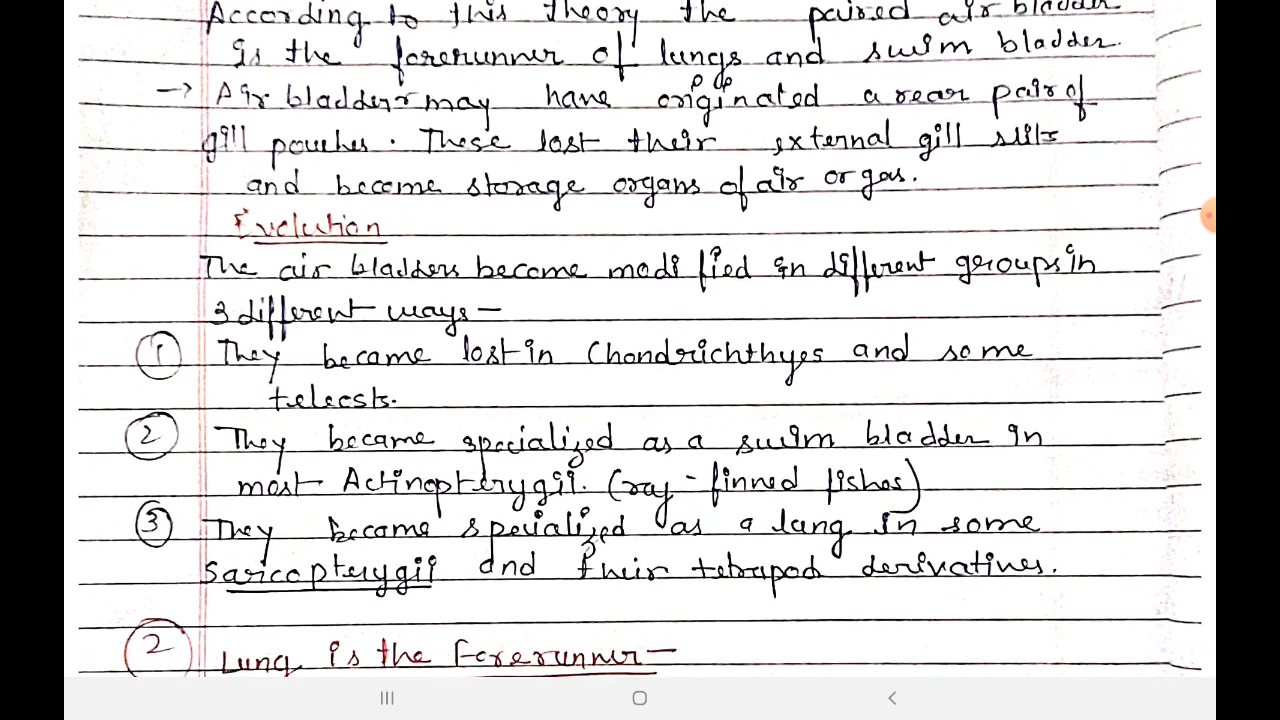 According to this theory the paired air bladder
is the forerunner of lungs and swim bladder.
→ Air bladders may have originated a rear pair of
gill pouches. These lost their external gill slits
and become storage organs of air or gas.
Evolution
The air bladders become modified in different groups in
3 different ways -
① They became lost in Chondrichthyes and some
teleosts.
② They became specialized as a swim bladder in
most Actinopterygii. (ray-finned fishes)
③ They became specialized as a lung in some
Sarcopterygii and their tetrapod derivatives.
② Lung is the Forerunner -